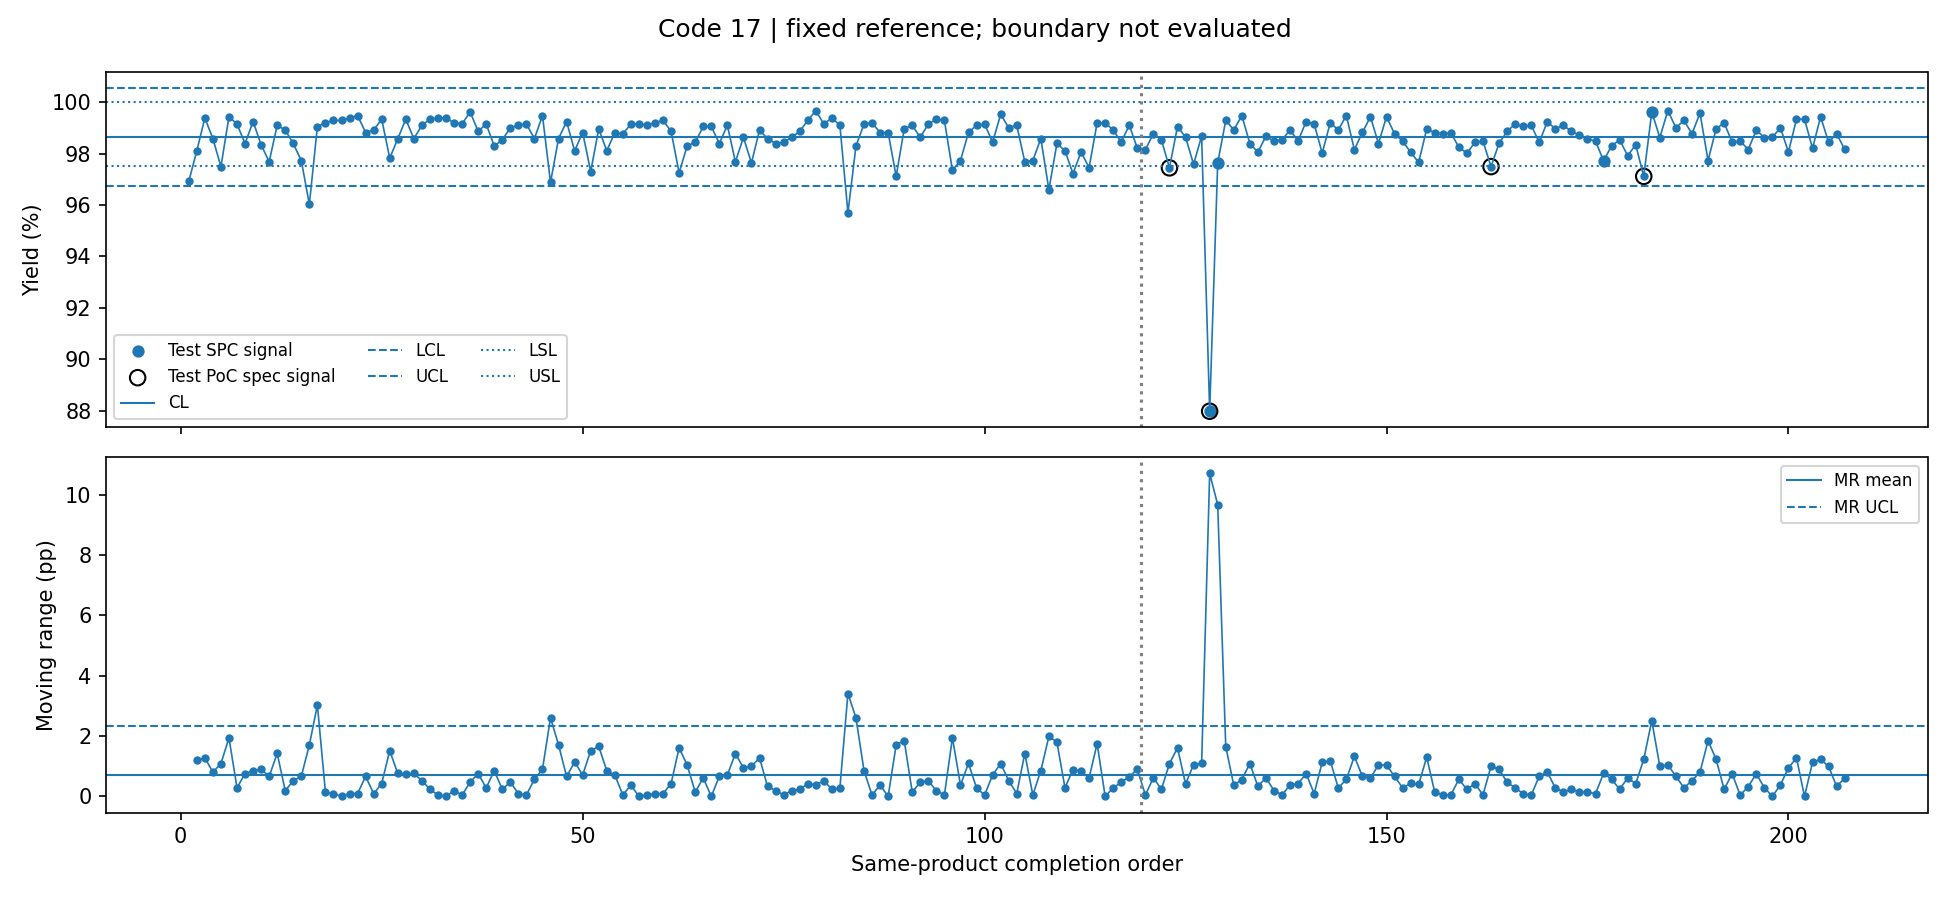 Code 17 | fixed reference; boundary not evaluated
Yield (%)
100
98
96
94
92
90
88
Test SPC signal
Test PoC spec signal
CL
LCL
UCL
LSL
USL
Moving range (pp)
10
8
6
4
2
0
MR mean
MR UCL
0
50
100
150
200
Same-product completion order